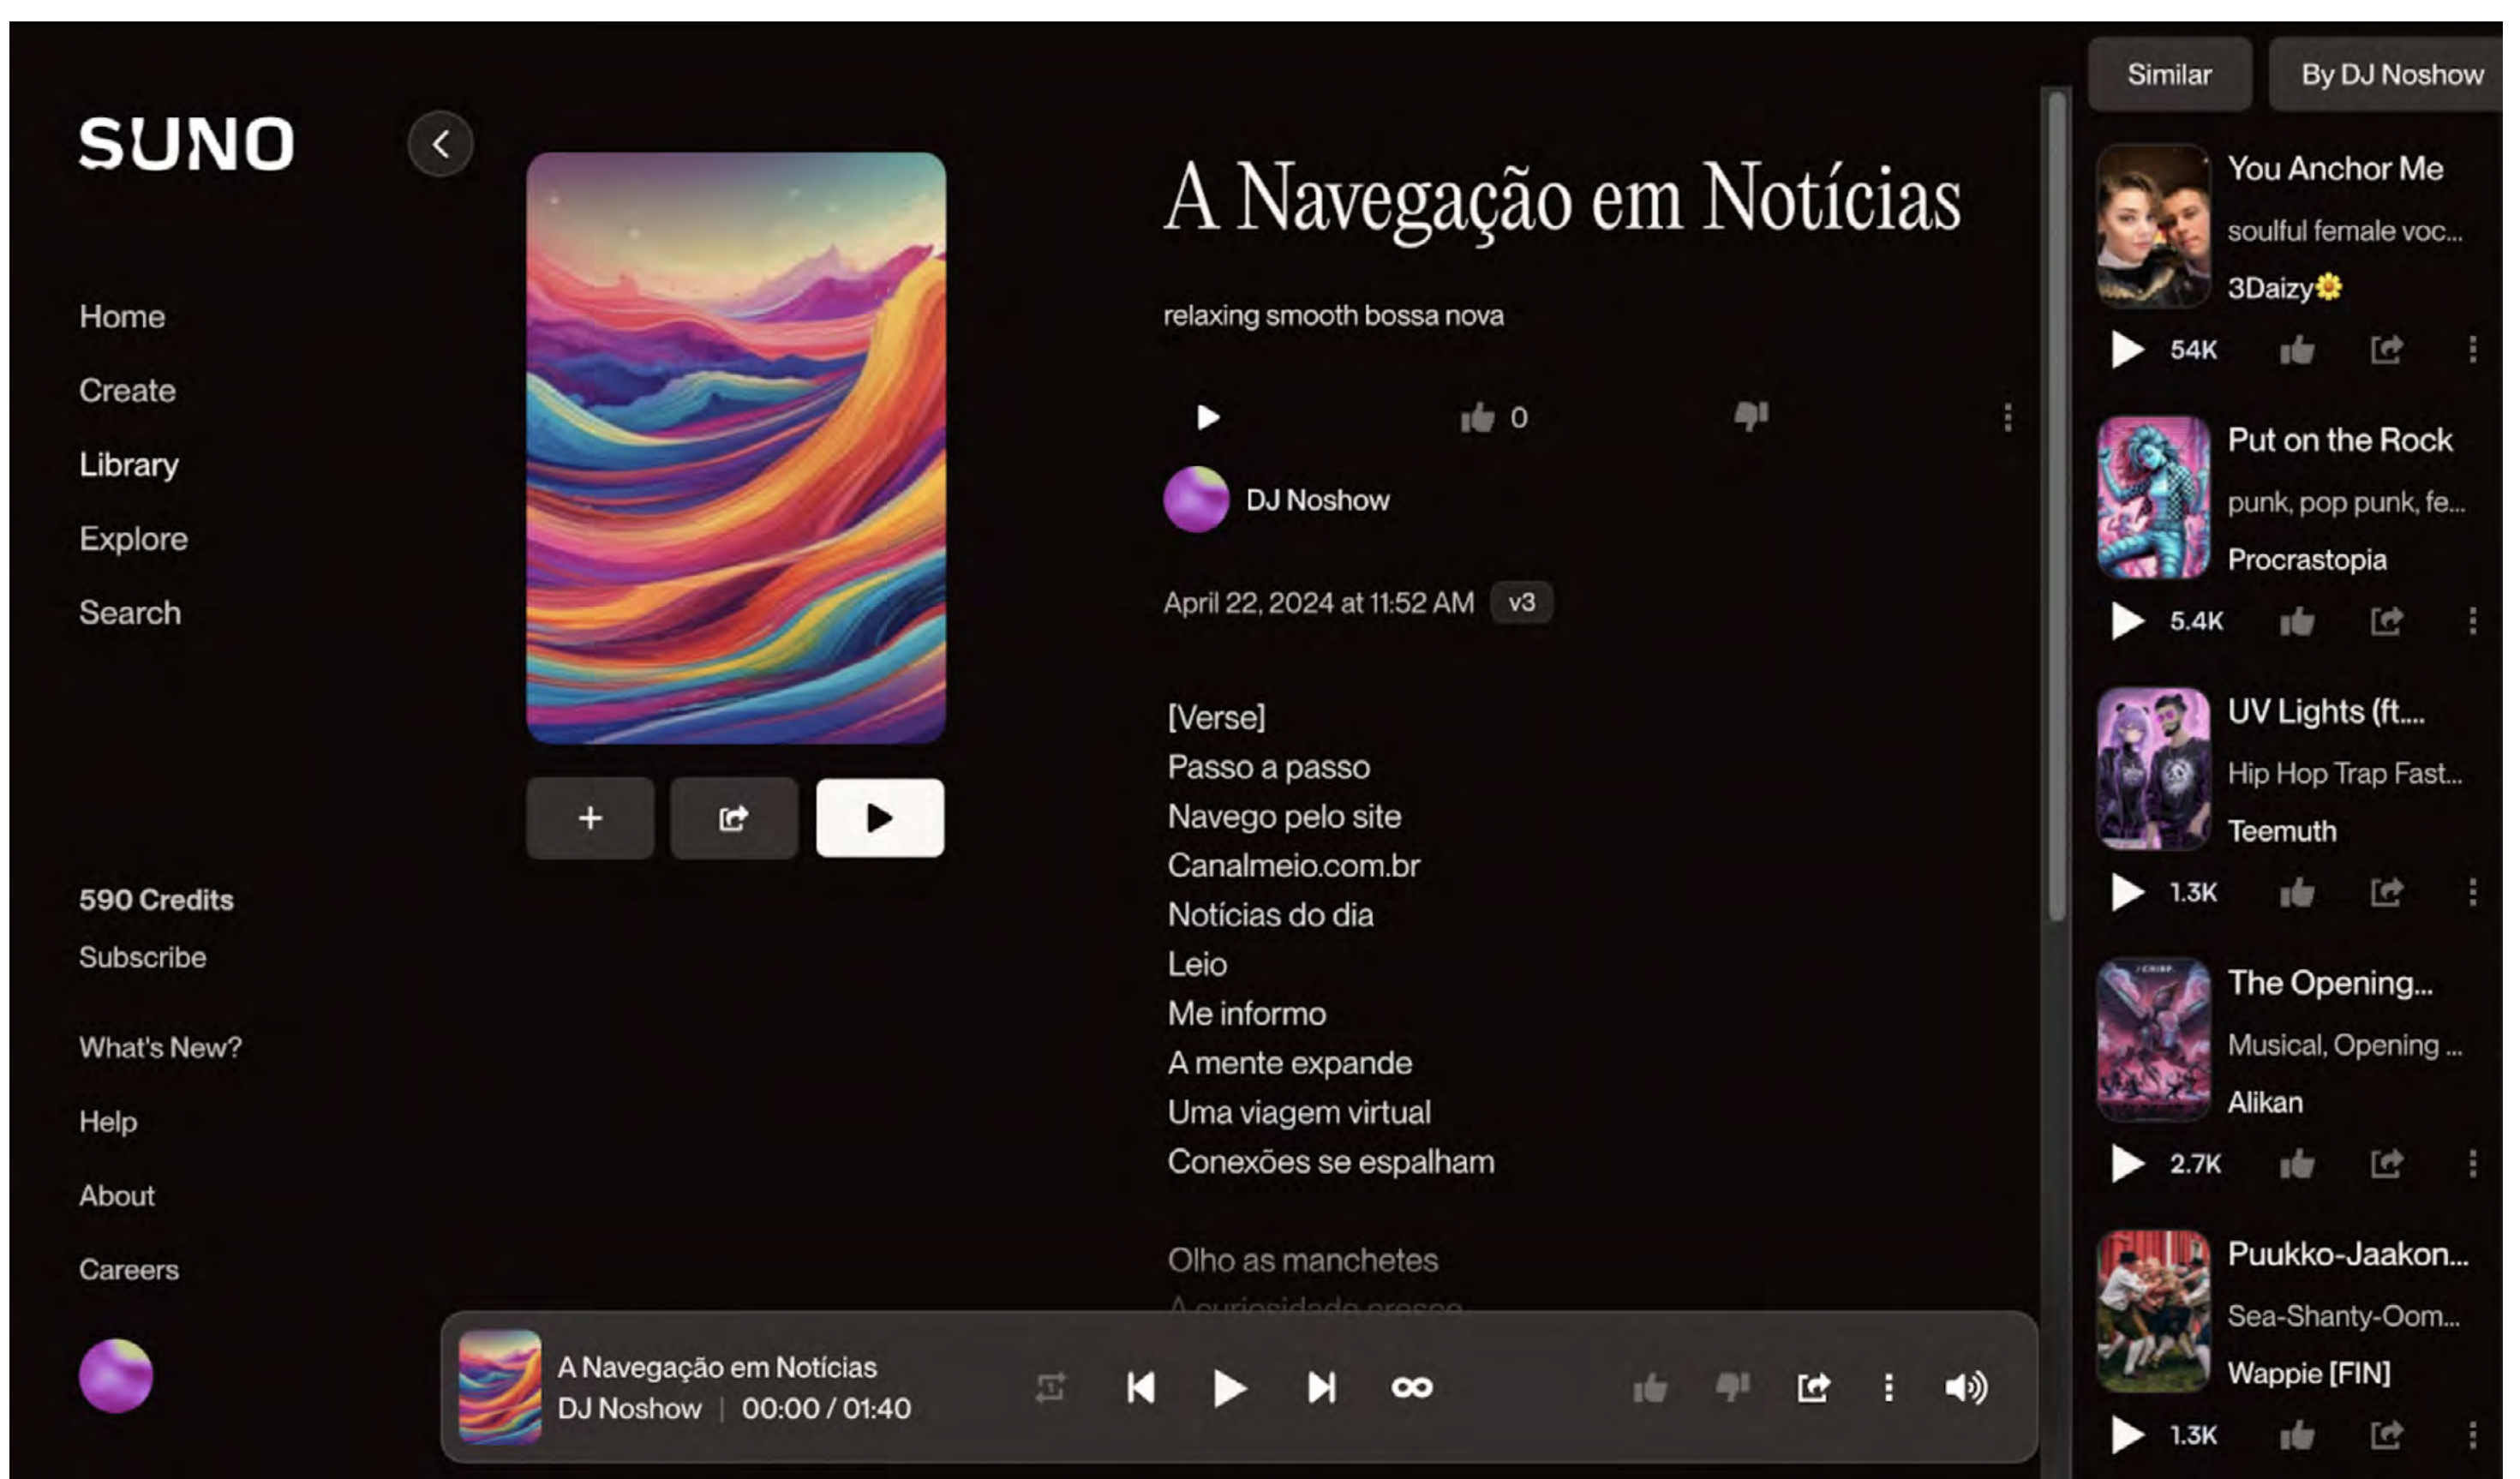 SUNO
Home
Create
Library
Explore
Search
590 Credits
Subscribe
What's New?
Help
About
Careers
A Navegação em Notícias
relaxing smooth bossa nova
0
DJ Noshow
April 22, 2024 at 11:52 AM v3
[Verse]
Passo a passo
Navego pelo site
Canalmeio.com.br
Notícias do dia
Leio
Me informo
A mente expande
Uma viagem virtual
Conexões se espalham
Olho as manchetes
A curiosidade cresce
A Navegação em Notícias
DJ Noshow | 00:00 / 01:40
Similar
By DJ Noshow
You Anchor Me
soulful female voc...
3Daizy🌼
54K
Put on the Rock
punk, pop punk, fe...
Procrastopia
5.4K
UV Lights (ft....
Hip Hop Trap Fast...
Teemuth
1.3K
The Opening...
Musical, Opening ...
Alikan
2.7K
Puukko-Jaakon...
Sea-Shanty-Oom...
Wappie [FIN]
1.3K